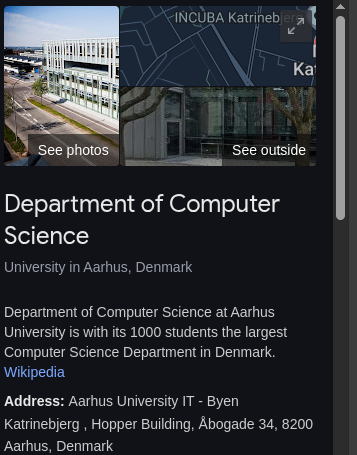 INCUBA Katrinebjerg
Kat
See photos
See outside
Department of Computer
Science
University in Aarhus, Denmark
Department of Computer Science at Aarhus
University is with its 1000 students the largest
Computer Science Department in Denmark.
Wikipedia
Address: Aarhus University IT - Byen
Katrinebjerg , Hopper Building, Åbogade 34, 8200
Aarhus, Denmark